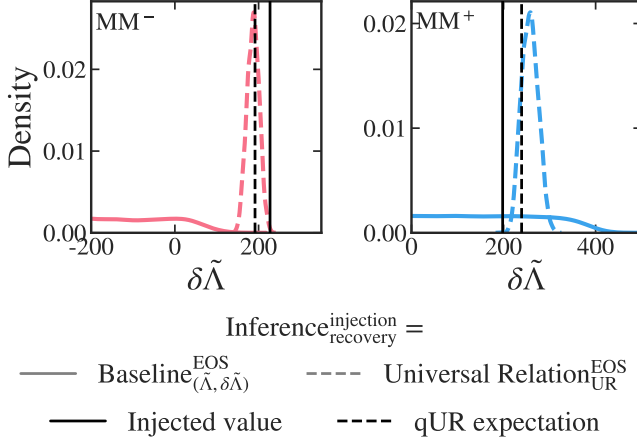 MM⁻
MM⁺
Density
0.02
0.01
0.00
-200
0
200
δΛ̃
0.02
0.01
0.00
0
200
400
δΛ̃
Inference^injection_recovery =
Baseline^EOS_(Λ̃, δΛ̃)
Universal Relation^EOS_UR
Injected value
qUR expectation